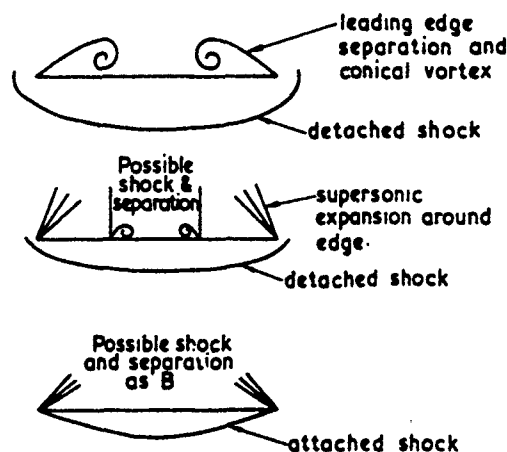 leading edge
separation and
conical vortex
detached shock
Possible
shock &
separation
supersonic
expansion around
edge.
detached shock
Possible shock
and separation
as B
attached shock